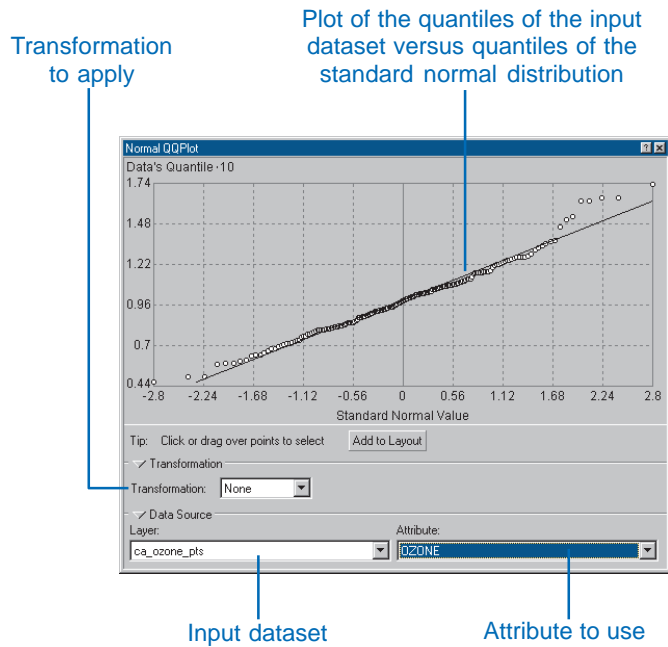 Transformation
to apply
Plot of the quantiles of the input
dataset versus quantiles of the
standard normal distribution
Normal QQPlot
Data's Quantile·10
1.74
1.48
1.22
0.96
0.7
0.44
-2.8 -2.24 -1.68 -1.12 -0.56 0 0.56 1.12 1.68 2.24 2.8
Standard Normal Value
Tip: Click or drag over points to select Add to Layout
Transformation
Transformation: None
Data Source
Layer: Attribute:
ca_ozone_pts OZONE
Input dataset Attribute to use